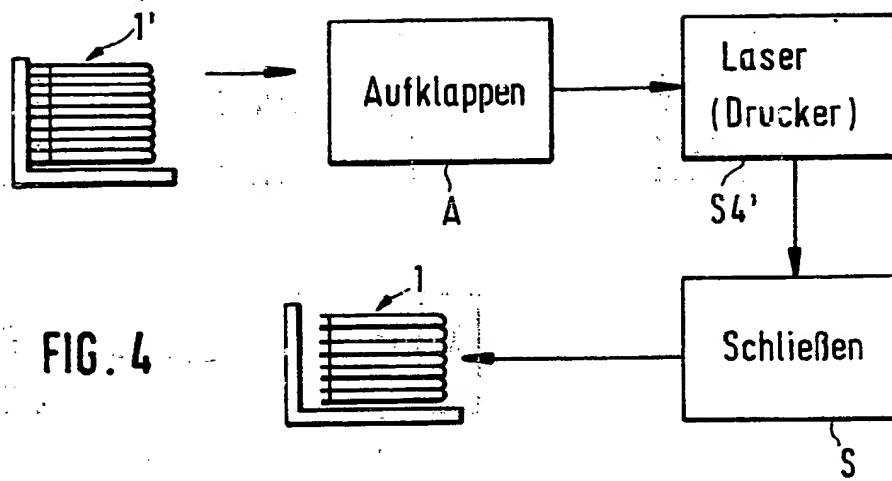 1'
Aufklappen
A
Laser
(Drucker)
S4'
1
FIG. 4
Schließen
S